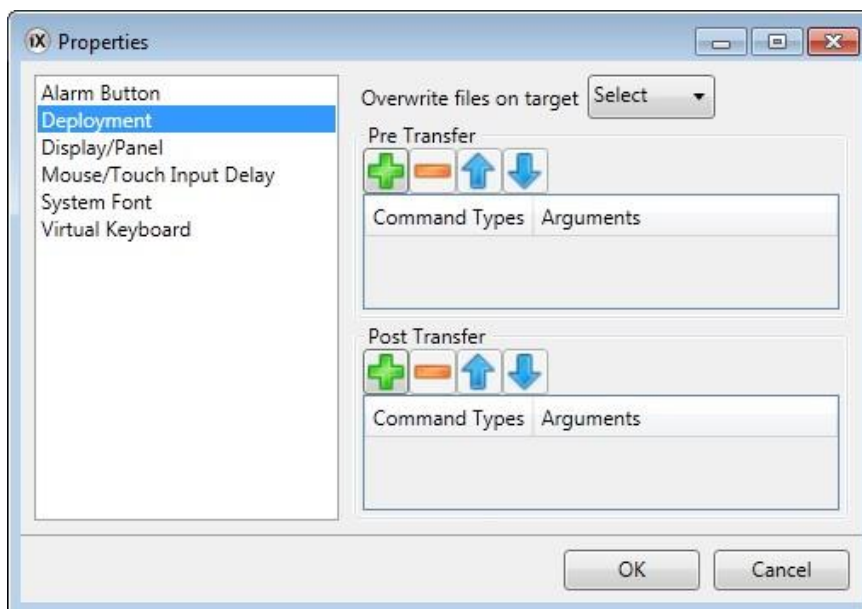 iX Properties
Alarm Button
Deployment
Display/Panel
Mouse/Touch Input Delay
System Font
Virtual Keyboard
Overwrite files on target Select
Pre Transfer
Command Types Arguments
Post Transfer
Command Types Arguments
OK Cancel